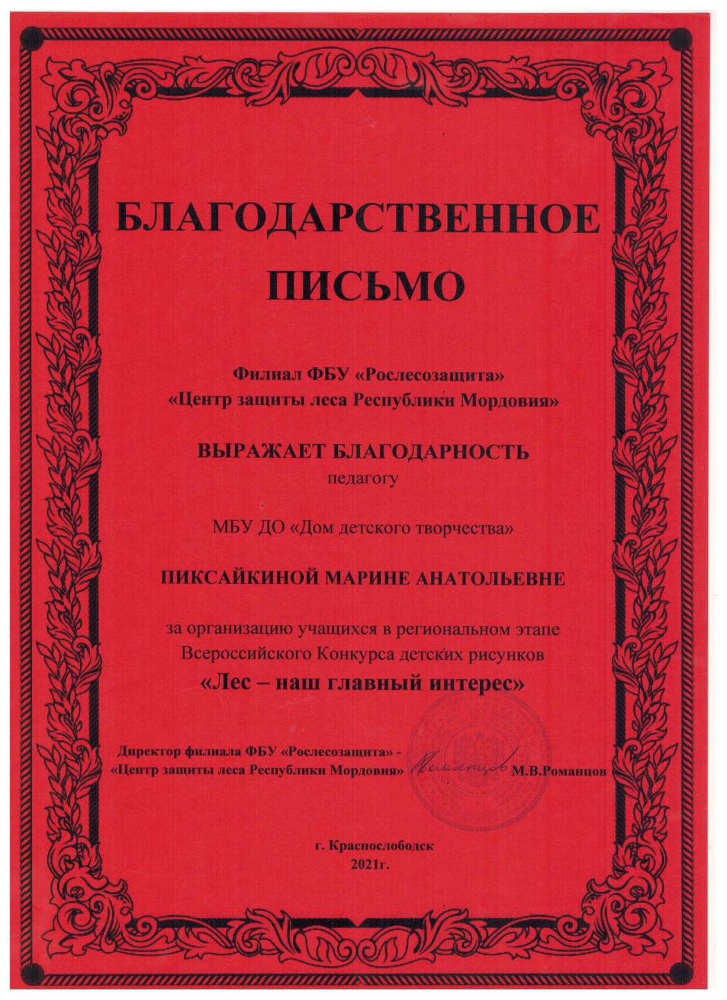 БЛАГОДАРСТВЕННОЕ
ПИСЬМО
Филиал ФБУ «Рослесозащита»
«Центр защиты леса Республики Мордовия»
ВЫРАЖАЕТ БЛАГОДАРНОСТЬ
педагогу
МБУ ДО «Дом детского творчества»
ПИКСАЙКИНОЙ МАРИНЕ АНАТОЛЬЕВНЕ
за организацию учащихся в региональном этапе
Всероссийского Конкурса детских рисунков
«Лес – наш главный интерес»
Директор филиала ФБУ «Рослесозащита» -
«Центр защиты леса Республики Мордовия» М.В.Романцов
г. Краснослободск
2021г.